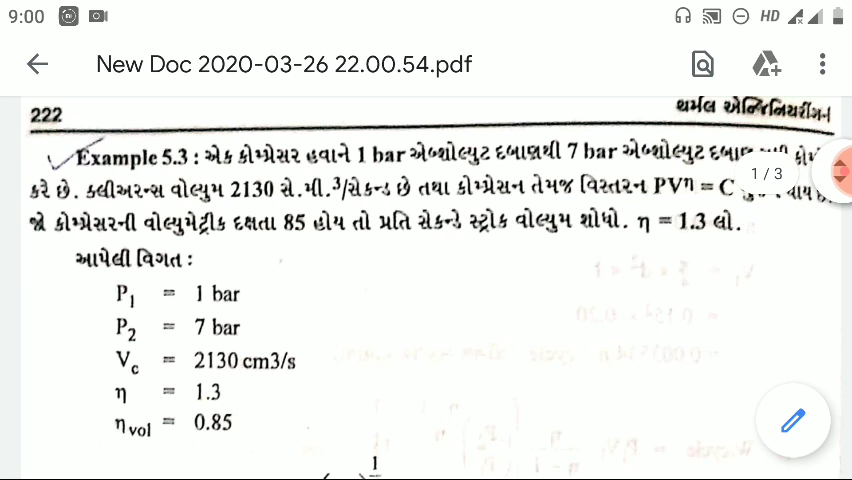 9:00 HD
New Doc 2020-03-26 22.00.54.pdf
222 થર્મલ એન્જિનિયરીંગ
Example 5.3 : એક કોમ્પ્રેસર હવાને 1 bar એબ્શોલ્યુટ દબાણથી 7 bar એબ્શોલ્યુટ
1 / 3
કરે છે. ક્લીઅરન્સ વોલ્યુમ 2130 સે.મી.³/સેકન્ડ છે તથા કોમ્પ્રેસન તેમજ વિસ્તરન PVη = C
જો કોમ્પ્રેસરની વોલ્યુમેટ્રીક દક્ષતા 85 હોય તો પ્રતિ સેકન્ડે સ્ટ્રોક વોલ્યુમ શોધો. η = 1.3 લો.
આપેલી વિગત :
P₁ = 1 bar
P₂ = 7 bar
Vc = 2130 cm3/s
η = 1.3
ηvol = 0.85
1